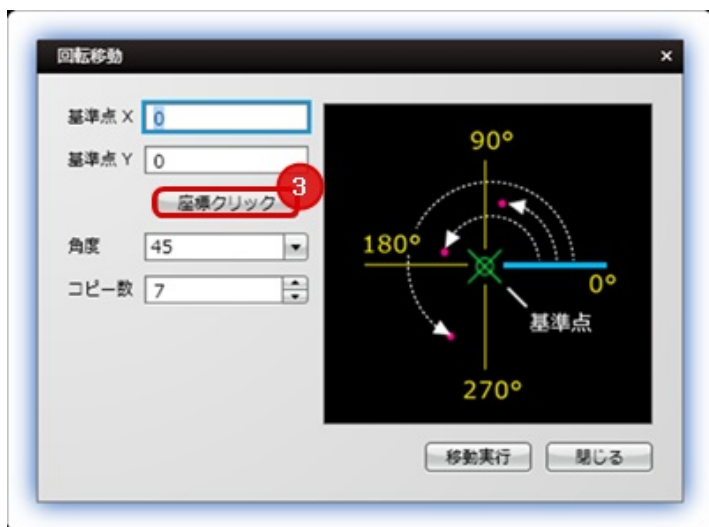 回転移動
×
基準点 X 0
基準点 Y 0
座標クリック
3
角度 45
コピー数 7
90°
180°
0°
基準点
270°
移動実行 閉じる